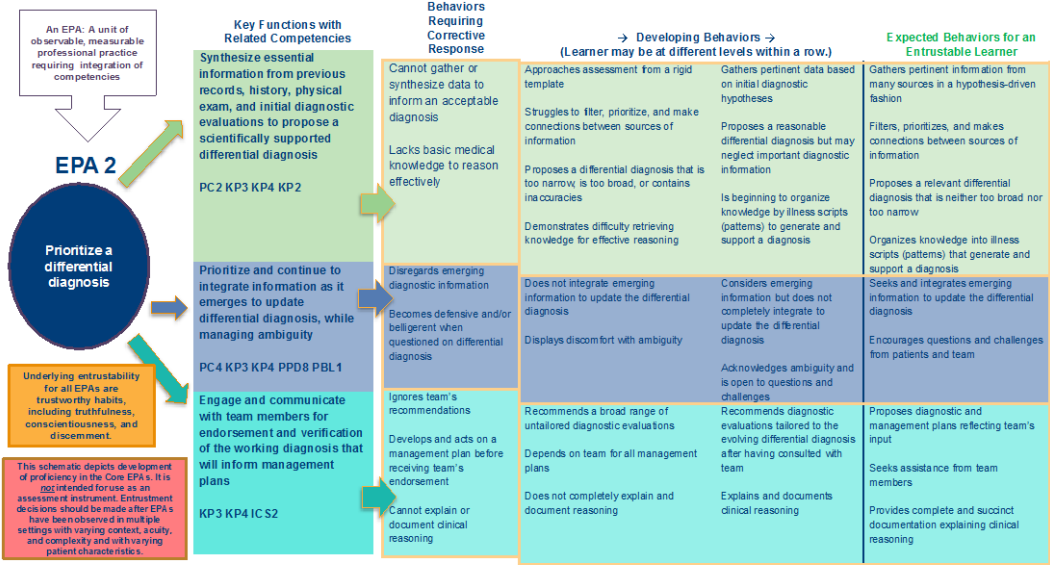 An EPA: A unit of
observable, measurable
professional practice
requiring integration of
competencies
EPA 2
Prioritize a
differential
diagnosis
Underlying entrustability
for all EPAs are
trustworthy habits,
including truthfulness,
conscientiousness, and
discernment.
This schematic depicts development
of proficiency in the Core EPAs. It is
not intended for use as an
assessment instrument. Entrustment
decisions should be made after EPAs
have been observed in multiple
settings with varying context, acuity,
and complexity and with varying
patient characteristics.
Key Functions with
Related Competencies
Behaviors
Requiring
Corrective
Response
→ Developing Behaviors →
(Learner may be at different levels within a row.)
Expected Behaviors for an
Entrustable Learner
Synthesize essential
information from previous
records, history, physical
exam, and initial diagnostic
evaluations to propose a
scientifically supported
differential diagnosis
PC2 KP3 KP4 KP2
Cannot gather or
synthesize data to
inform an acceptable
diagnosis
Lacks basic medical
knowledge to reason
effectively
Approaches assessment from a rigid
template
Struggles to filter, prioritize, and make
connections between sources of
information
Proposes a differential diagnosis that is
too narrow, is too broad, or contains
inaccuracies
Demonstrates difficulty retrieving
knowledge for effective reasoning
Gathers pertinent data based
on initial diagnostic
hypotheses
Proposes a reasonable
differential diagnosis but may
neglect important diagnostic
information
Is beginning to organize
knowledge by illness scripts
(patterns) to generate and
support a diagnosis
Gathers pertinent information from
many sources in a hypothesis-driven
fashion
Filters, prioritizes, and makes
connections between sources of
information
Proposes a relevant differential
diagnosis that is neither too broad nor
too narrow
Organizes knowledge into illness
scripts (patterns) that generate and
support a diagnosis
Prioritize and continue to
integrate information as it
emerges to update
differential diagnosis, while
managing ambiguity
PC4 KP3 KP4 PPD8 PBL1
Disregards emerging
diagnostic information
Becomes defensive and/or
belligerent when
questioned on differential
diagnosis
Does not integrate emerging
information to update the differential
diagnosis
Displays discomfort with ambiguity
Considers emerging
information but does not
completely integrate to
update the differential
diagnosis
Acknowledges ambiguity and
is open to questions and
challenges
Seeks and integrates emerging
information to update the differential
diagnosis
Encourages questions and challenges
from patients and team
Engage and communicate
with team members for
endorsement and verification
of the working diagnosis that
will inform management
plans
KP3 KP4 ICS2
Ignores team's
recommendations
Develops and acts on a
management plan before
receiving team's
endorsement
Cannot explain or
document clinical
reasoning
Recommends a broad range of
untailored diagnostic evaluations
Depends on team for all management
plans
Does not completely explain and
document reasoning
Recommends diagnostic
evaluations tailored to the
evolving differential diagnosis
after having consulted with
team
Explains and documents
clinical reasoning
Proposes diagnostic and
management plans reflecting team's
input
Seeks assistance from team
members
Provides complete and succinct
documentation explaining clinical
reasoning